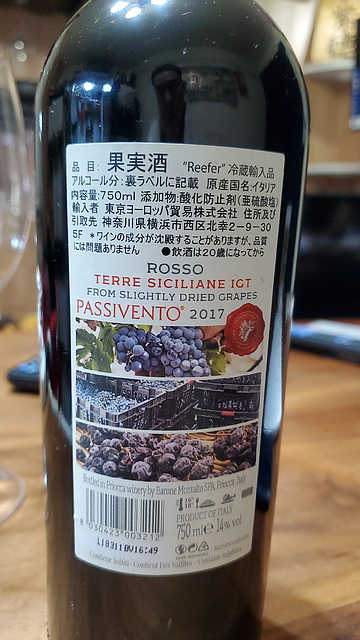 品 目: 果実酒 "Reefer" 冷蔵輸入品
アルコール分:裏ラベルに記載 原産国名:イタリア
内容量:750ml 添加物:酸化防止剤(亜硫酸塩)
輸入者 東京ヨーロッパ貿易株式会社 住所及び
引取先 神奈川県横浜市西区北幸2-9-30
5F *ワインの成分が沈殿することがありますが、品質
には問題ありません ●飲酒は20歳になってから
ROSSO
TERRE SICILIANE IGT
FROM SLIGHTLY DRIED GRAPES
PASSIVENTO® 2017
Bottled in Priocca winery by Barone Montalto SPA, Priocca, Italy
16° 18°
PRODUCT OF ITALY
8 030423 003212
750 ml e 14% vol
L18311BV16:49
Contiene Solfiti - Contient Des Sulfites - Contains Sulphites